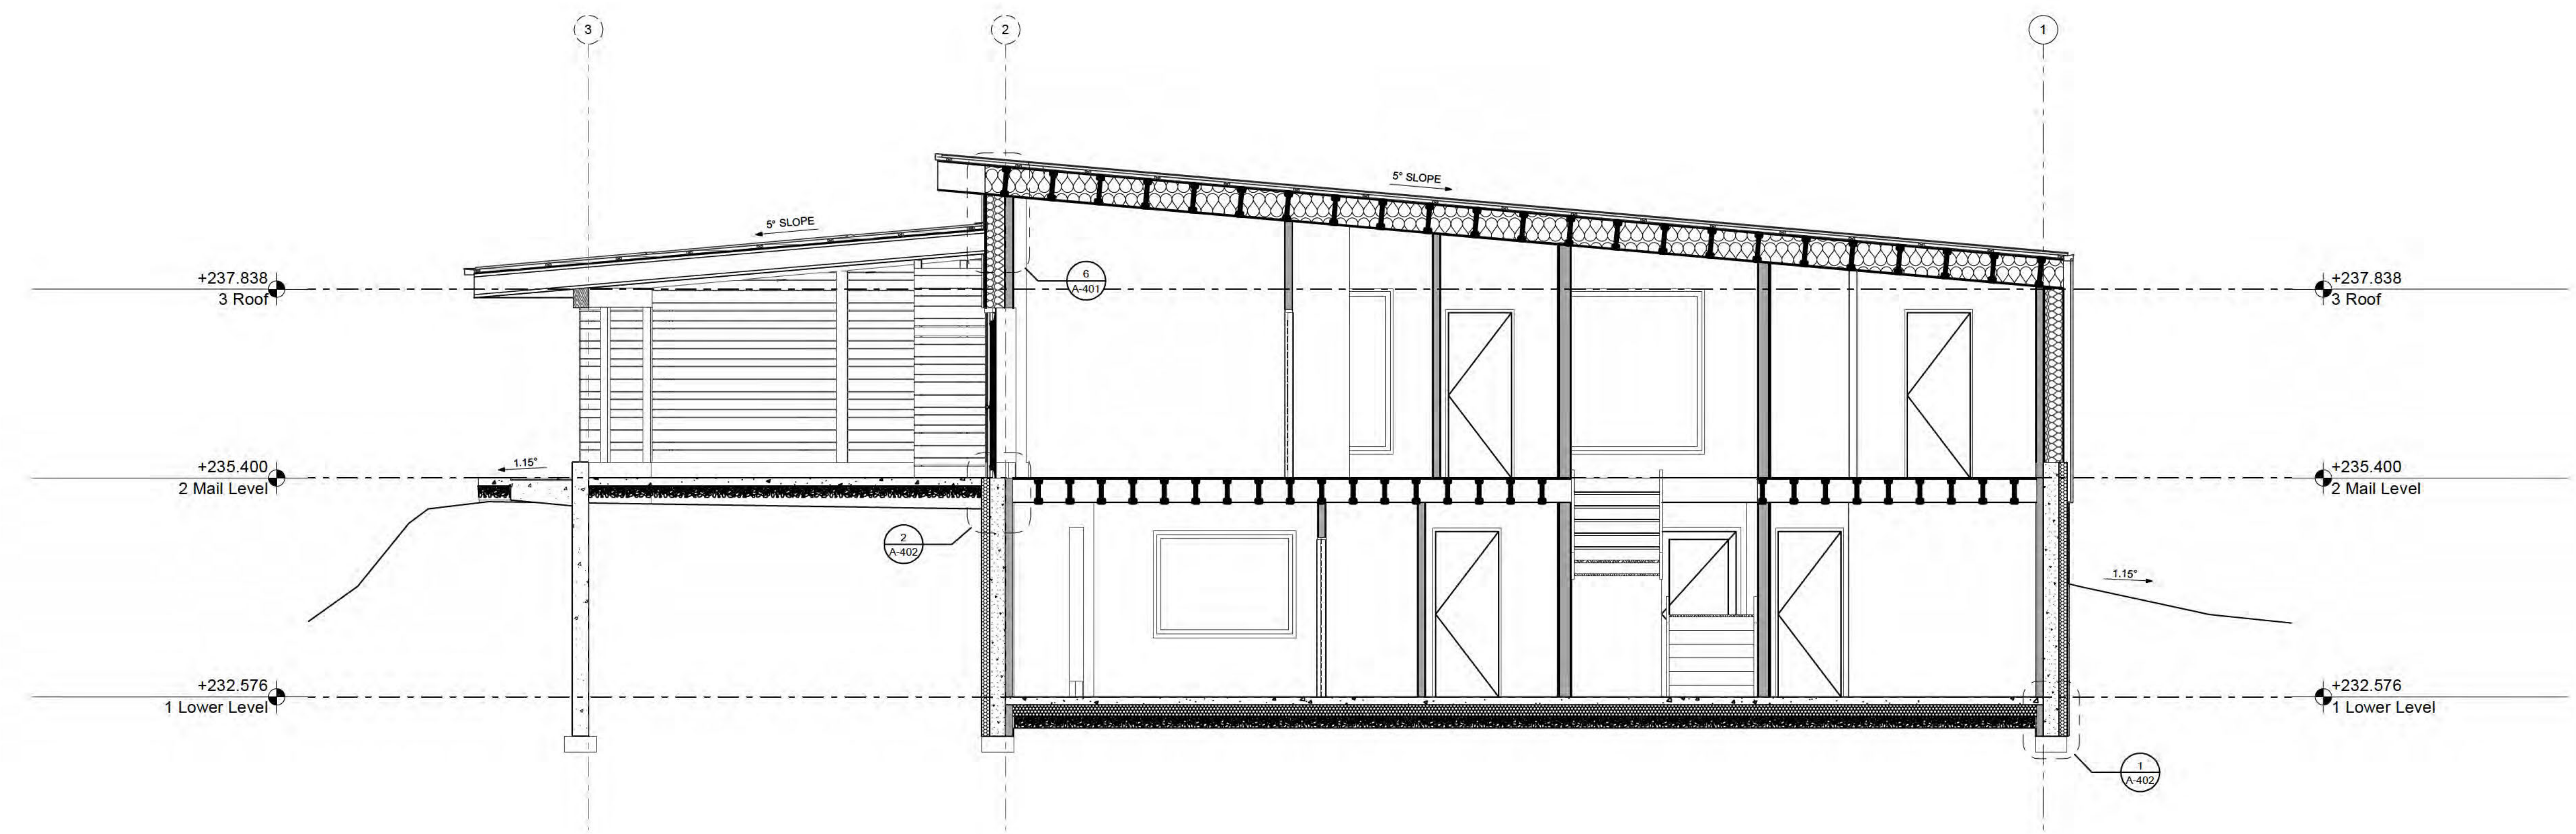 3
2
1
5° SLOPE
5° SLOPE
+237.838
3 Roof
6
A-401
+237.838
3 Roof
+235.400
2 Mail Level
1.15°
+235.400
2 Mail Level
2
A-402
1.15°
+232.576
1 Lower Level
+232.576
1 Lower Level
1
A-402